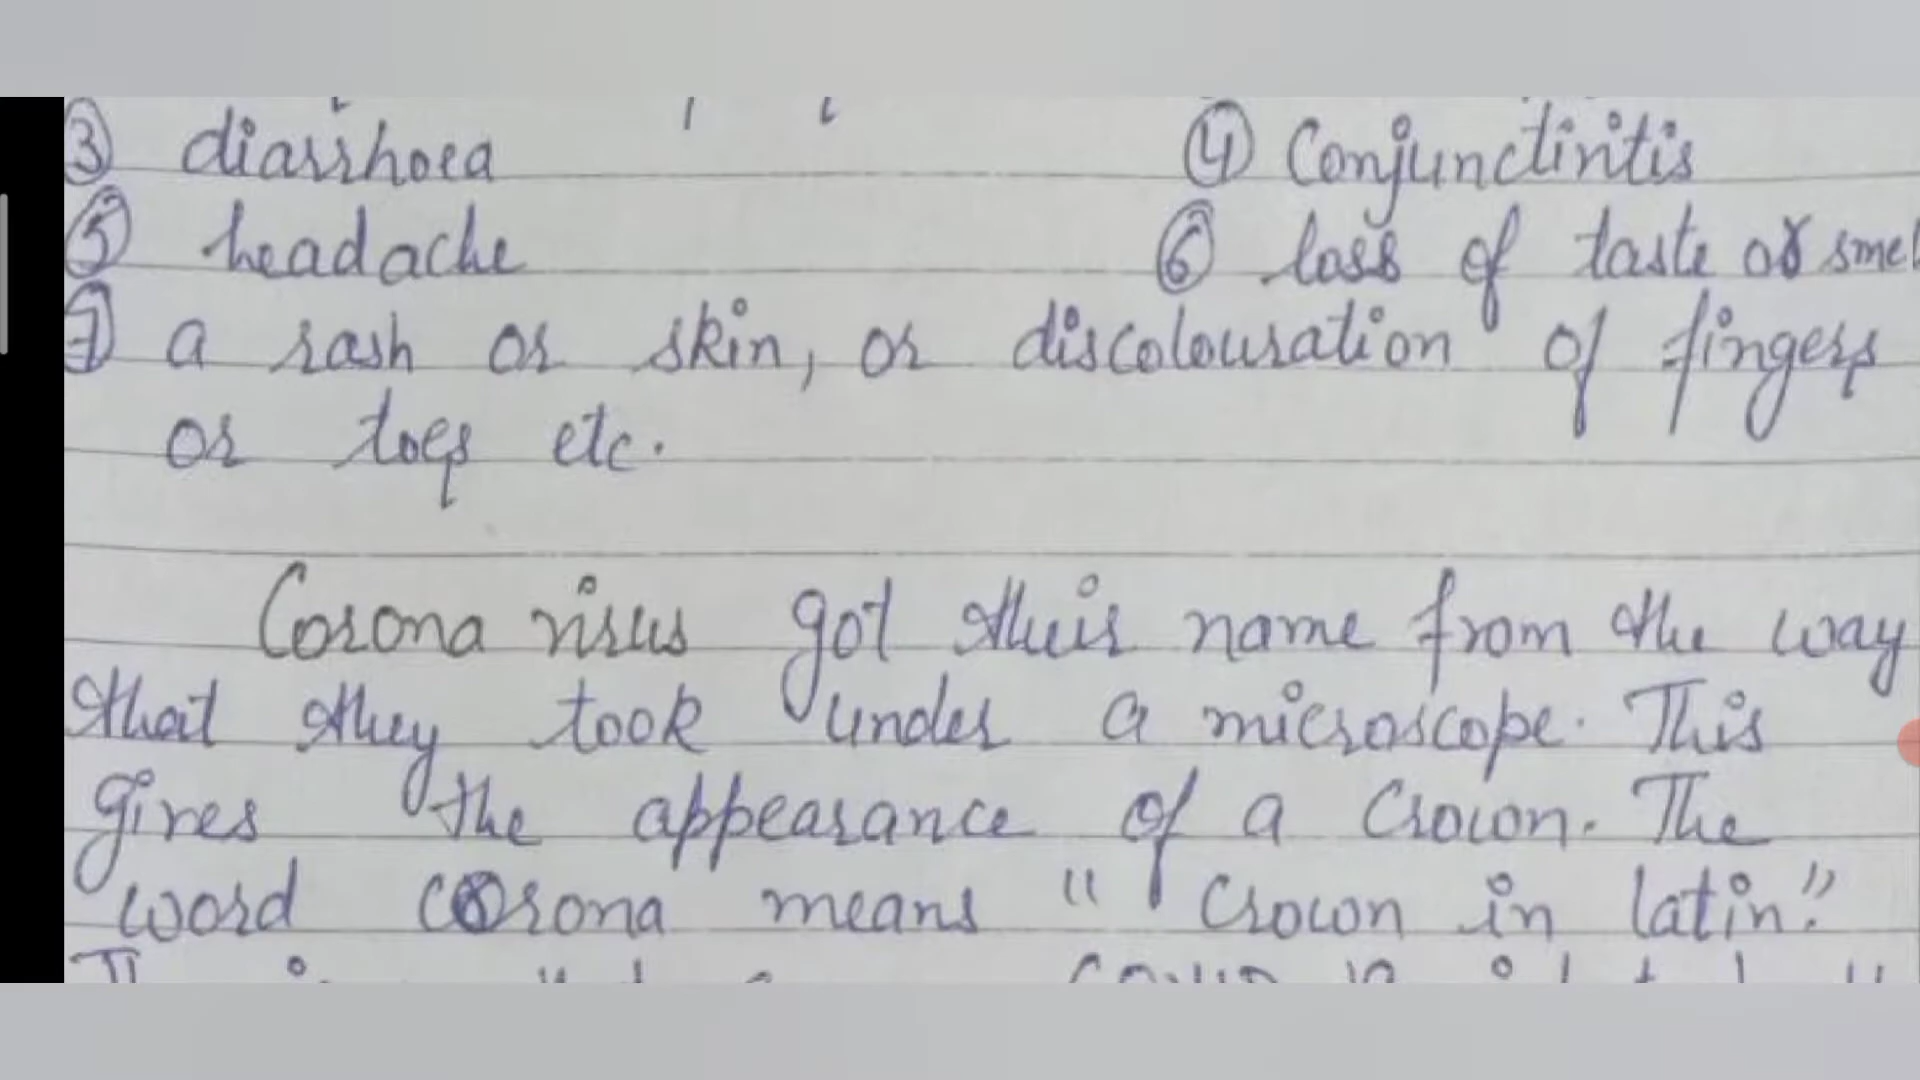 ③ diarrhoea ④ Conjunctivitis
⑤ headache ⑥ loss of taste or smel
⑦ a rash or skin, or discolouration of fingers
or toes etc.
Corona virus got their name from the way
that they took under a microscope. This
gives the appearance of a Crown. The
word corona means " Crown in latin."